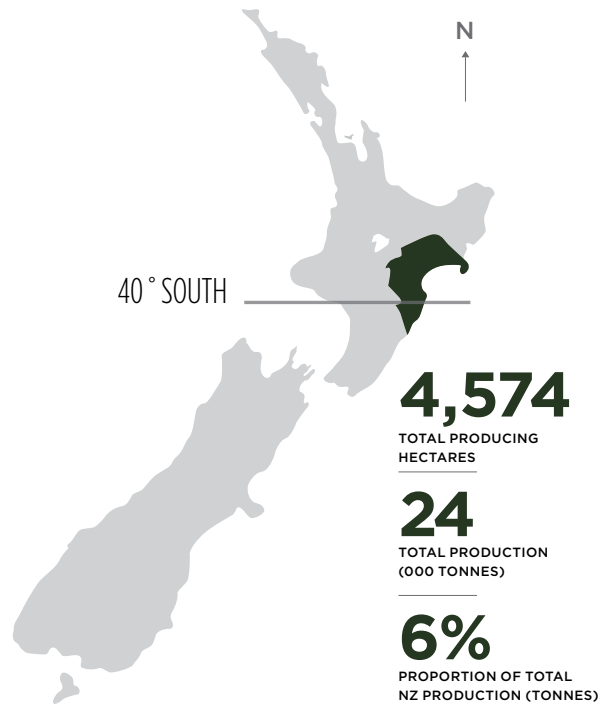 N
40° SOUTH
4,574
TOTAL PRODUCING
HECTARES
24
TOTAL PRODUCTION
(000 TONNES)
6%
PROPORTION OF TOTAL
NZ PRODUCTION (TONNES)